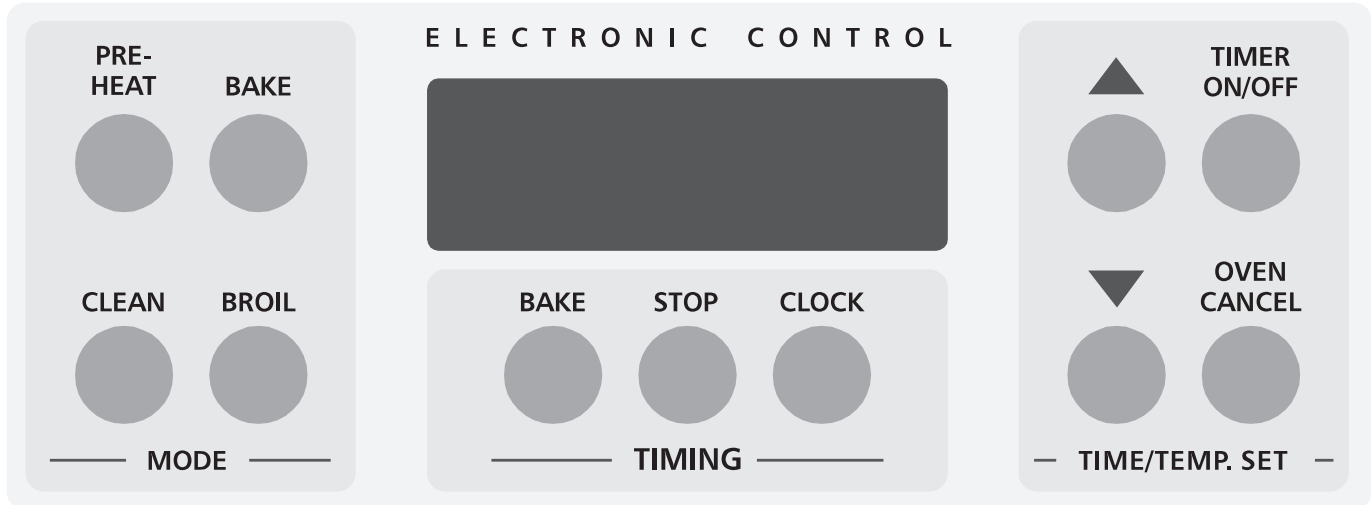 ELECTRONIC CONTROL
PRE-
HEAT
BAKE
CLEAN
BROIL
MODE
BAKE
STOP
CLOCK
TIMING
TIMER
ON/OFF
OVEN
CANCEL
TIME/TEMP. SET